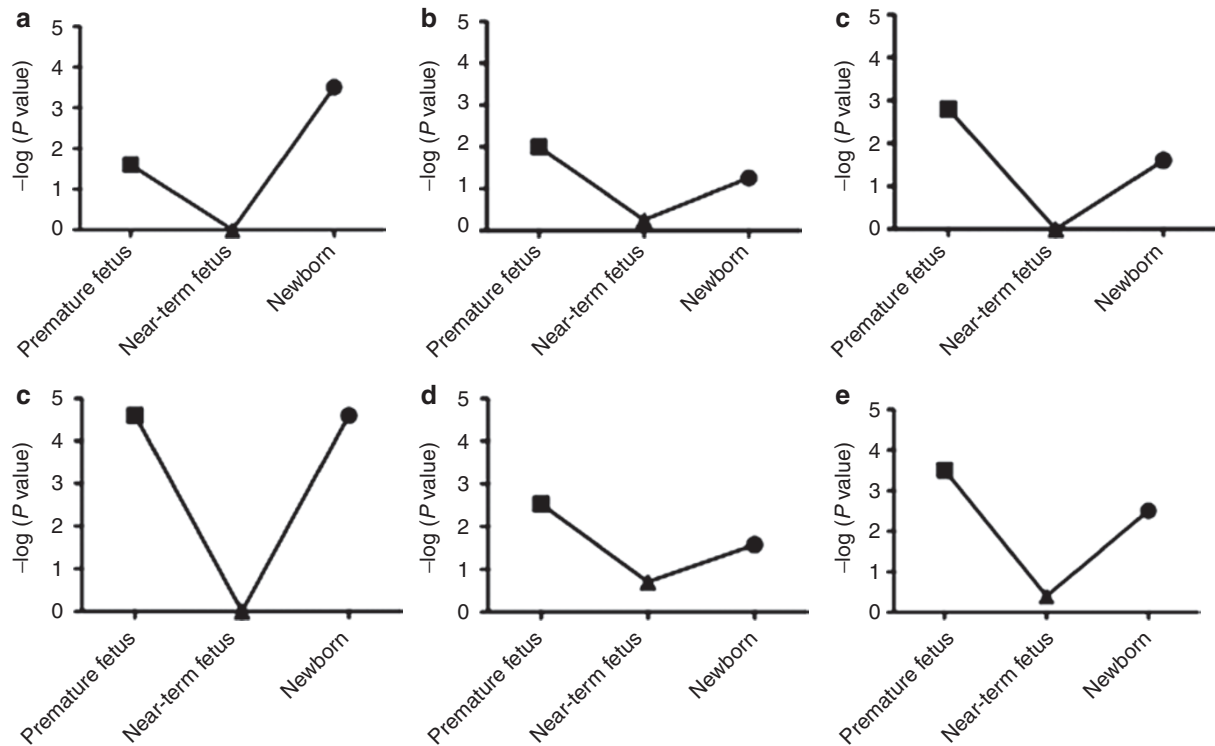 a
5
4
3
2
1
0
–log (P value)
Premature fetus
Near-term fetus
Newborn
b
5
4
3
2
1
0
–log (P value)
Premature fetus
Near-term fetus
Newborn
c
5
4
3
2
1
0
–log (P value)
Premature fetus
Near-term fetus
Newborn
c
5
4
3
2
1
0
–log (P value)
Premature fetus
Near-term fetus
Newborn
d
5
4
3
2
1
0
–log (P value)
Premature fetus
Near-term fetus
Newborn
e
5
4
3
2
1
0
–log (P value)
Premature fetus
Near-term fetus
Newborn